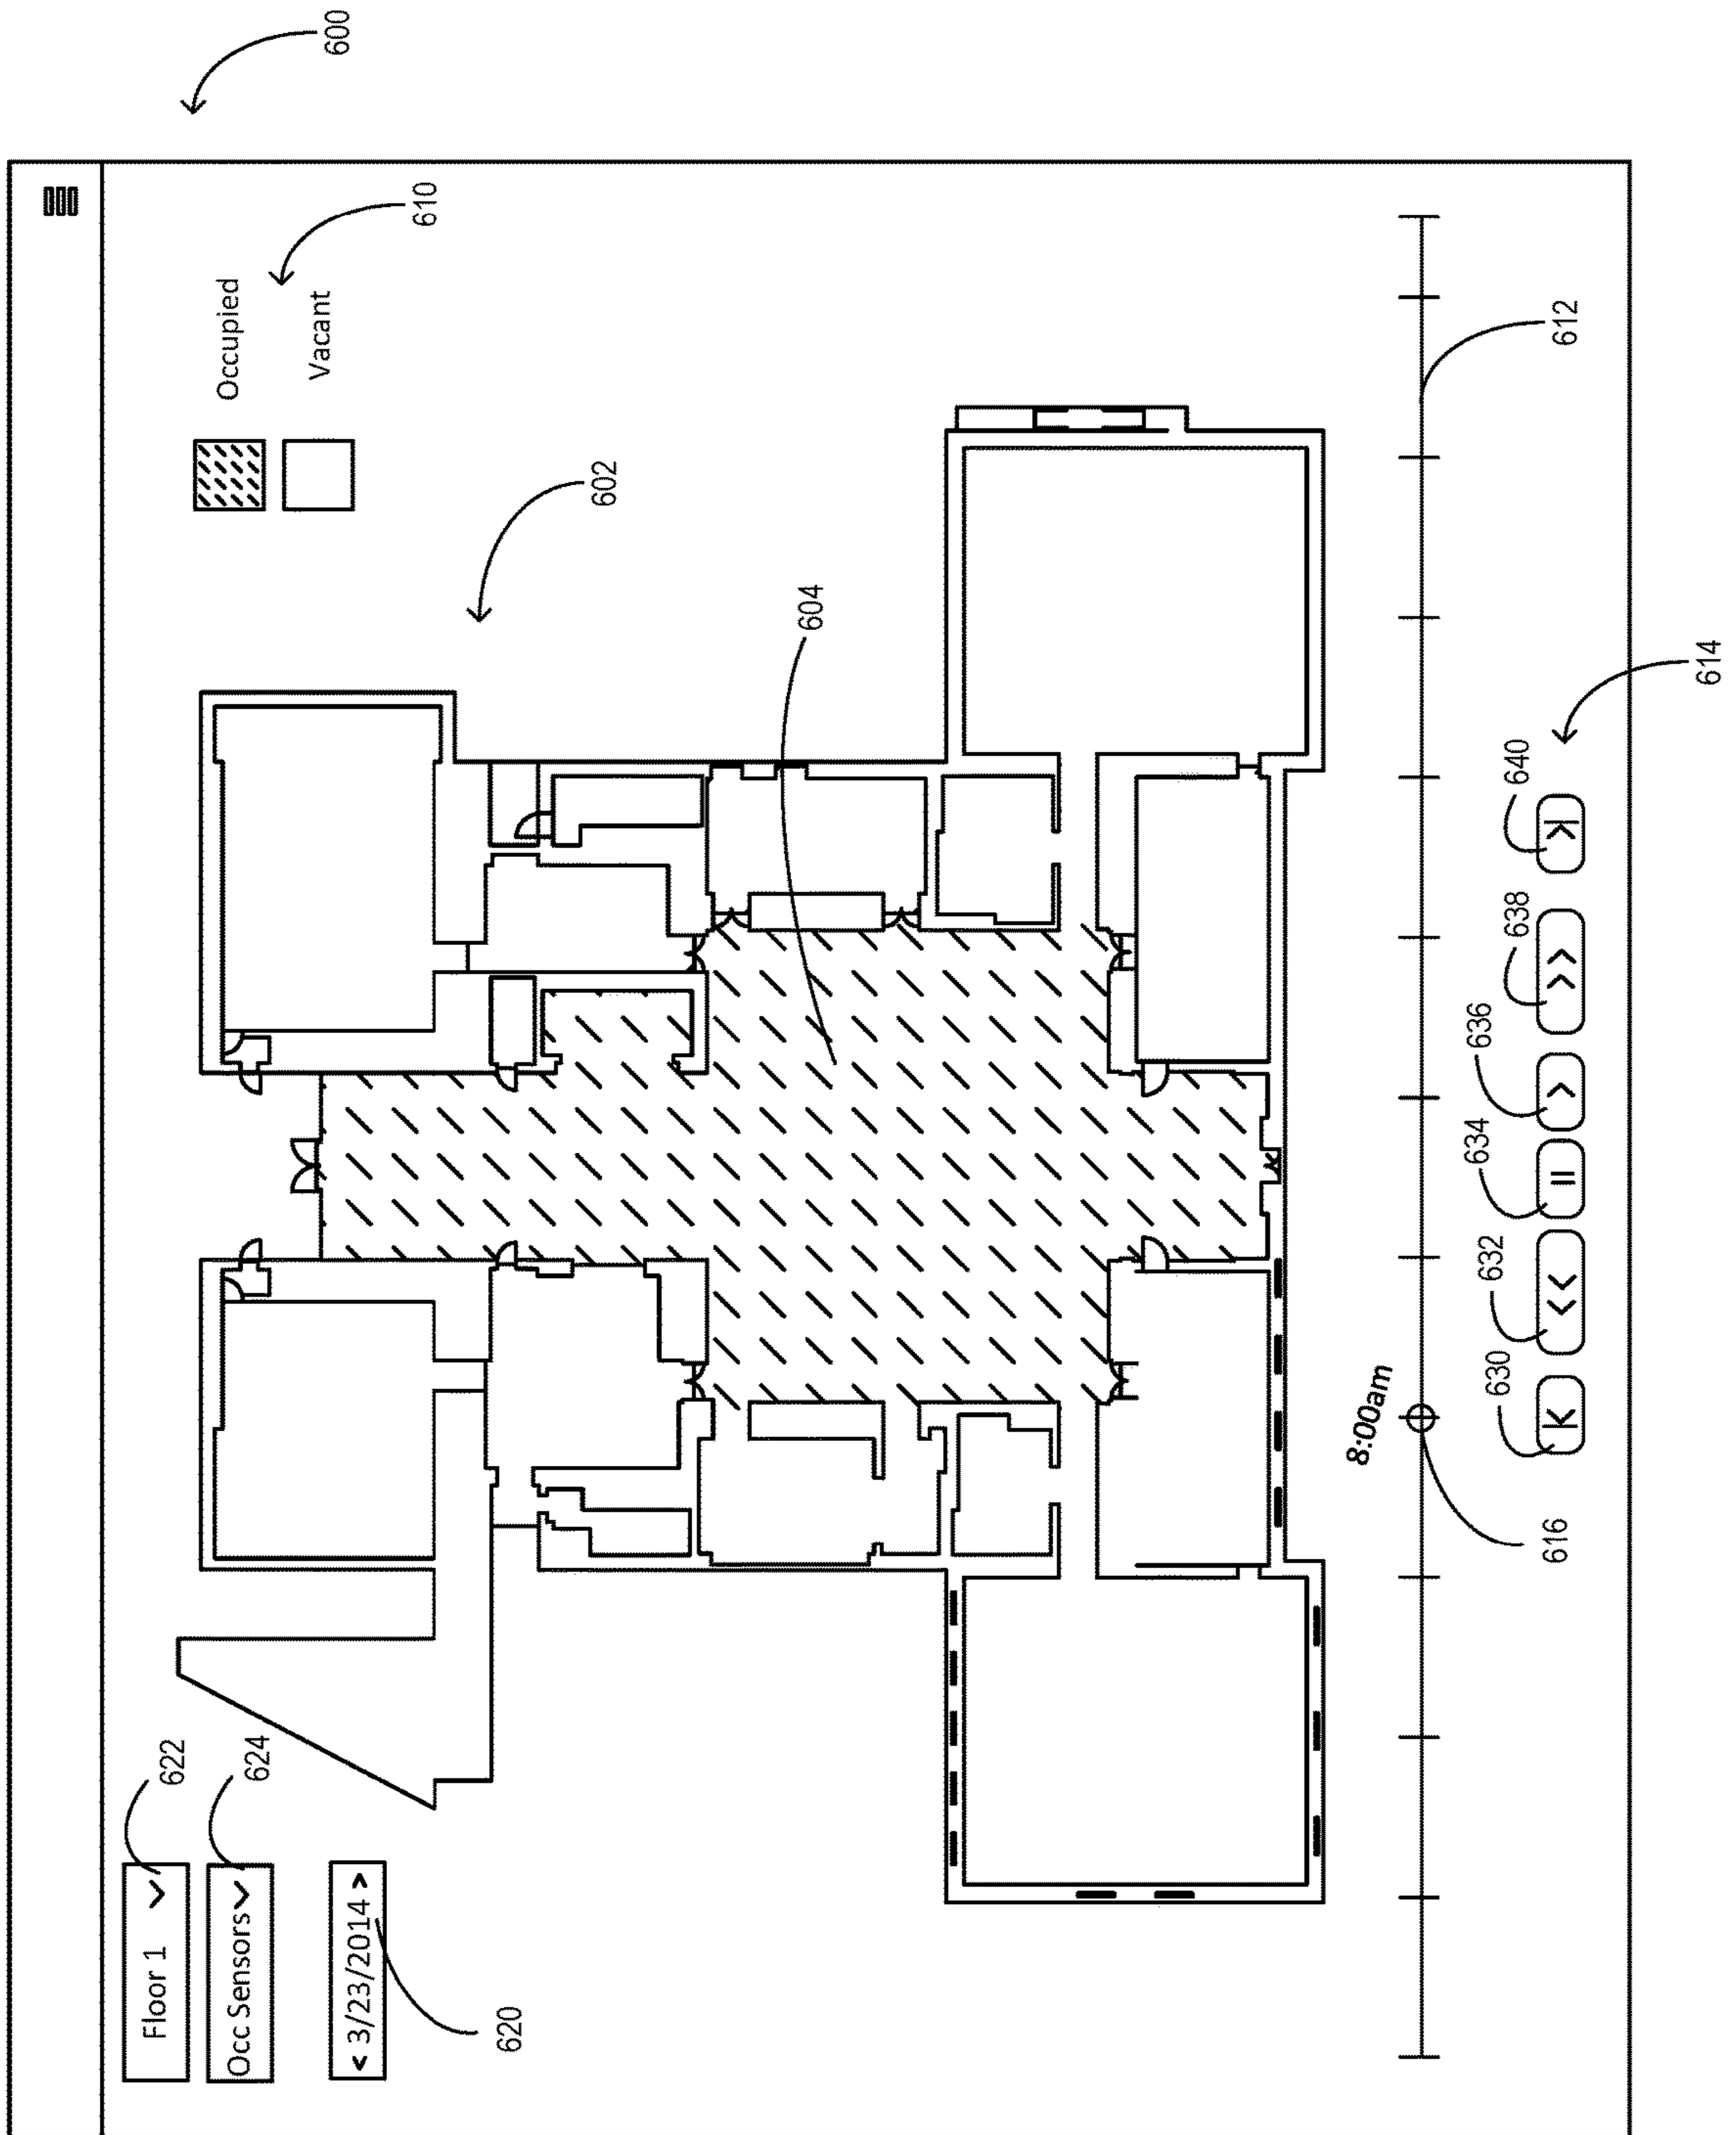 600
Floor 1
622
Occ Sensors
624
< 3/23/2014 >
620
Occupied
610
Vacant
602
604
8:00am
616
612
630
632
634
636
638
640
614